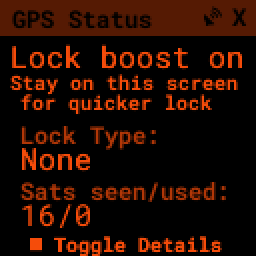 GPS Status X
Lock boost on
Stay on this screen
for quicker lock
Lock Type:
None
Sats seen/used:
16/0
Toggle Details